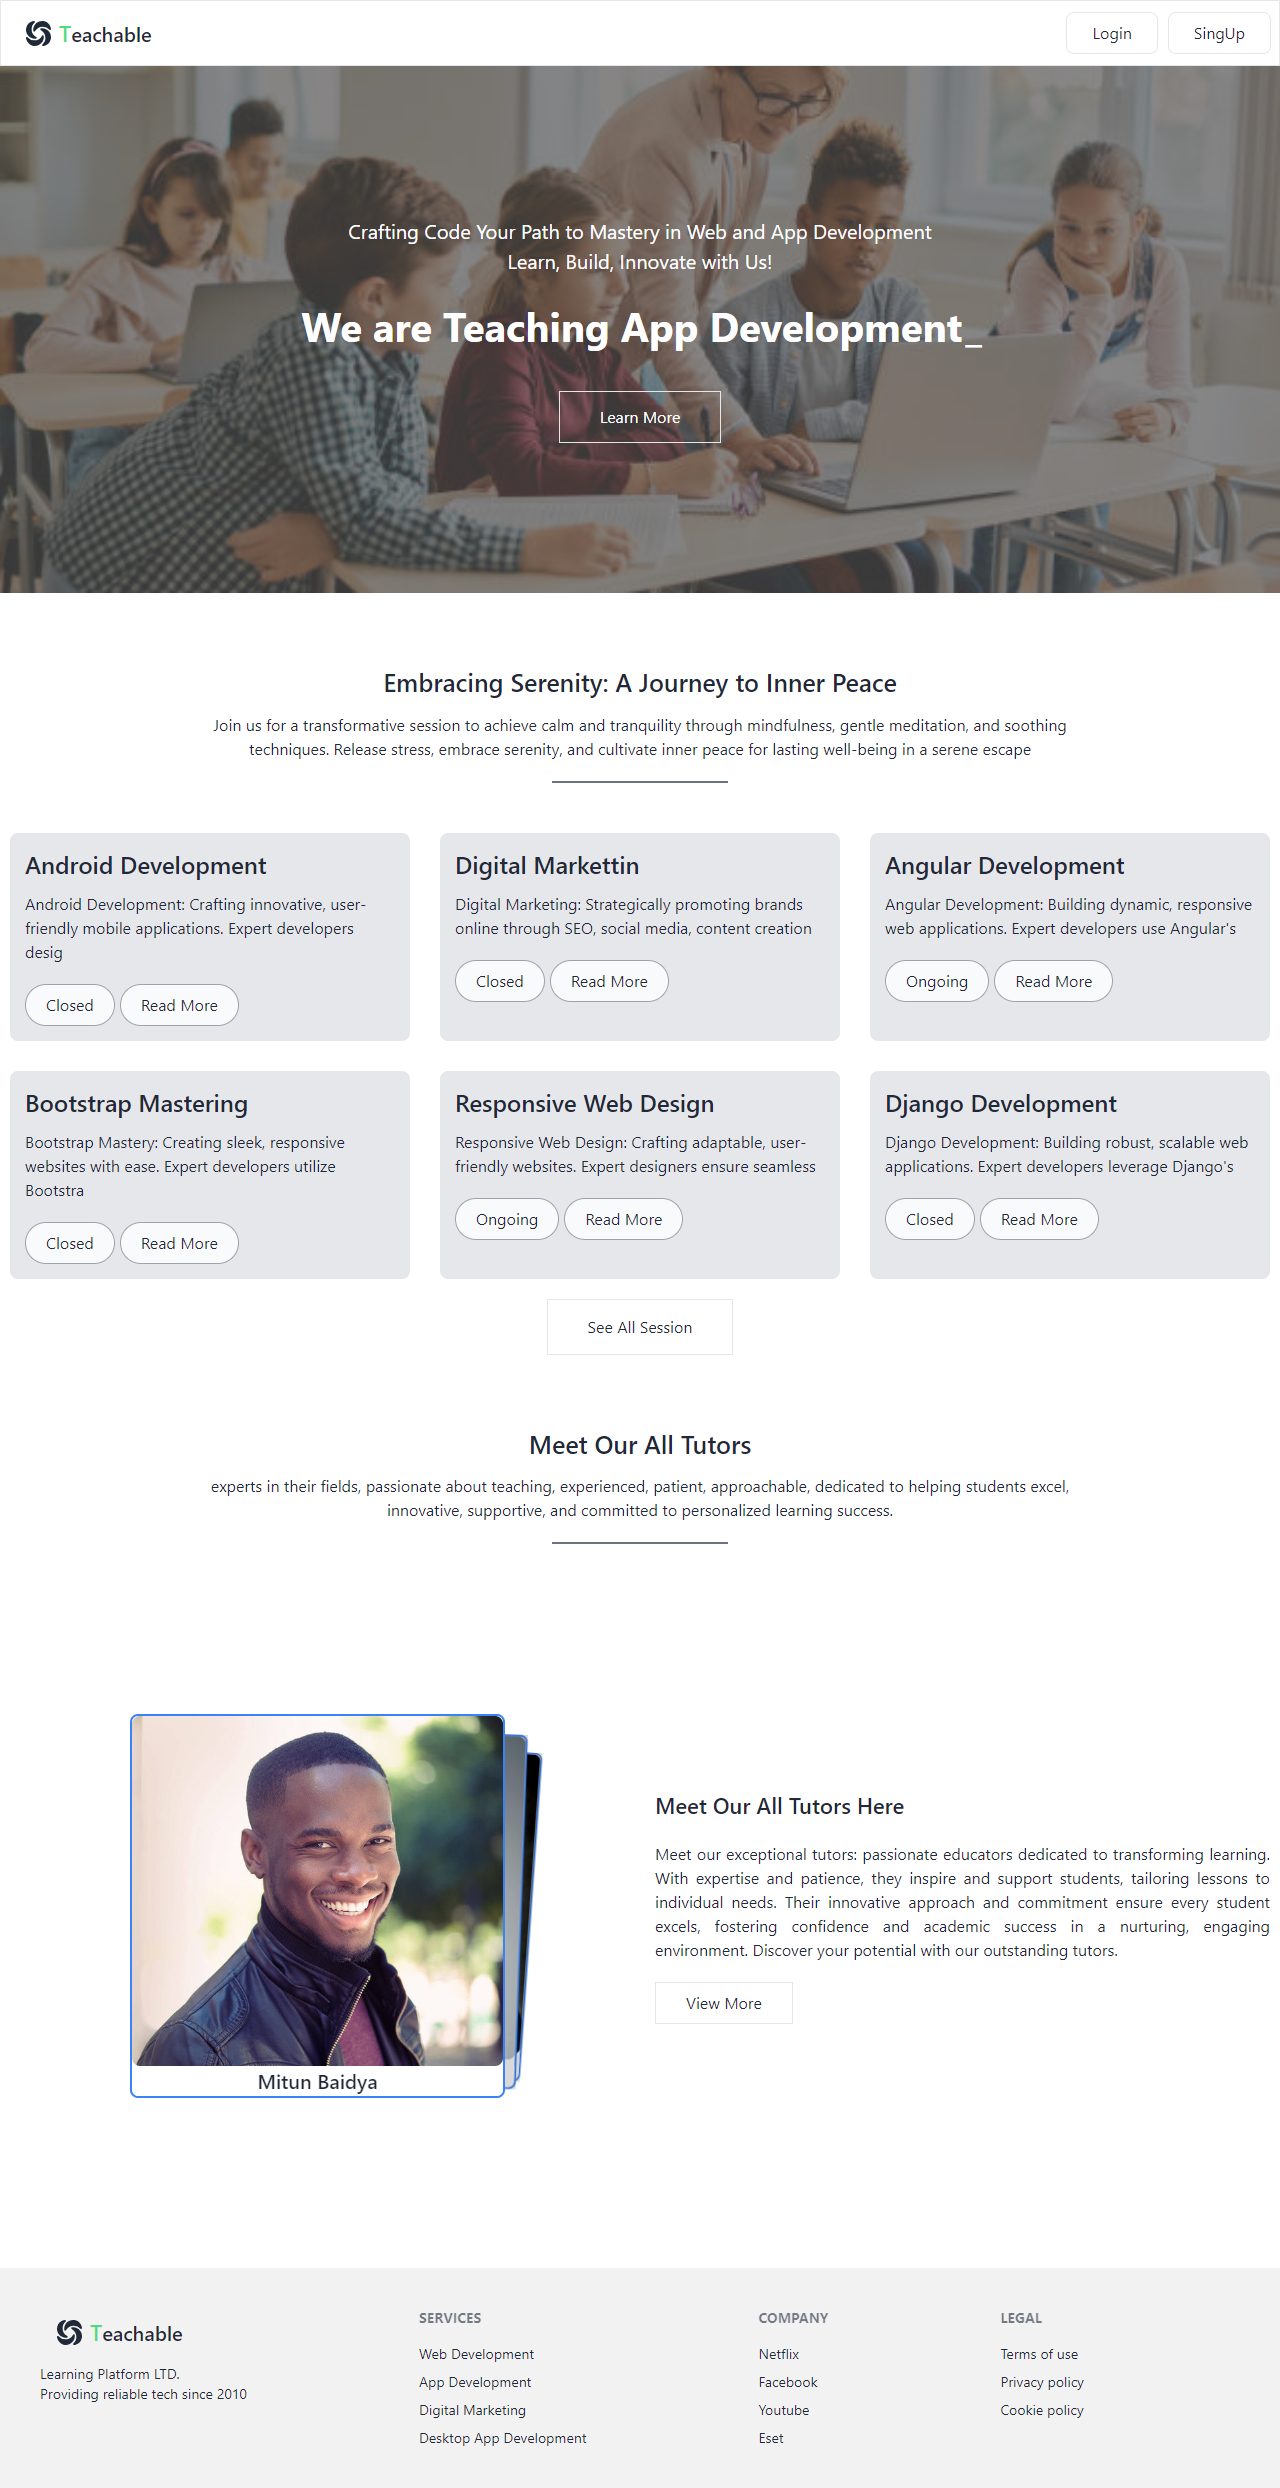 Teachable
Login
SingUp
Crafting Code Your Path to Mastery in Web and App Development
Learn, Build, Innovate with Us!
We are Teaching App Development_
Learn More
Embracing Serenity: A Journey to Inner Peace
Join us for a transformative session to achieve calm and tranquility through mindfulness, gentle meditation, and soothing
techniques. Release stress, embrace serenity, and cultivate inner peace for lasting well-being in a serene escape
Android Development
Android Development: Crafting innovative, user-
friendly mobile applications. Expert developers
desig
Closed
Read More
Digital Markettin
Digital Marketing: Strategically promoting brands
online through SEO, social media, content creation
Closed
Read More
Angular Development
Angular Development: Building dynamic, responsive
web applications. Expert developers use Angular's
Ongoing
Read More
Bootstrap Mastering
Bootstrap Mastery: Creating sleek, responsive
websites with ease. Expert developers utilize
Bootstra
Closed
Read More
Responsive Web Design
Responsive Web Design: Crafting adaptable, user-
friendly websites. Expert designers ensure seamless
Ongoing
Read More
Django Development
Django Development: Building robust, scalable web
applications. Expert developers leverage Django's
Closed
Read More
See All Session
Meet Our All Tutors
experts in their fields, passionate about teaching, experienced, patient, approachable, dedicated to helping students excel,
innovative, supportive, and committed to personalized learning success.
Mitun Baidya
Meet Our All Tutors Here
Meet our exceptional tutors: passionate educators dedicated to transforming learning.
With expertise and patience, they inspire and support students, tailoring lessons to
individual needs. Their innovative approach and commitment ensure every student
excels, fostering confidence and academic success in a nurturing, engaging
environment. Discover your potential with our outstanding tutors.
View More
Teachable
Learning Platform LTD.
Providing reliable tech since 2010
SERVICES
Web Development
App Development
Digital Marketing
Desktop App Development
COMPANY
Netflix
Facebook
Youtube
Eset
LEGAL
Terms of use
Privacy policy
Cookie policy